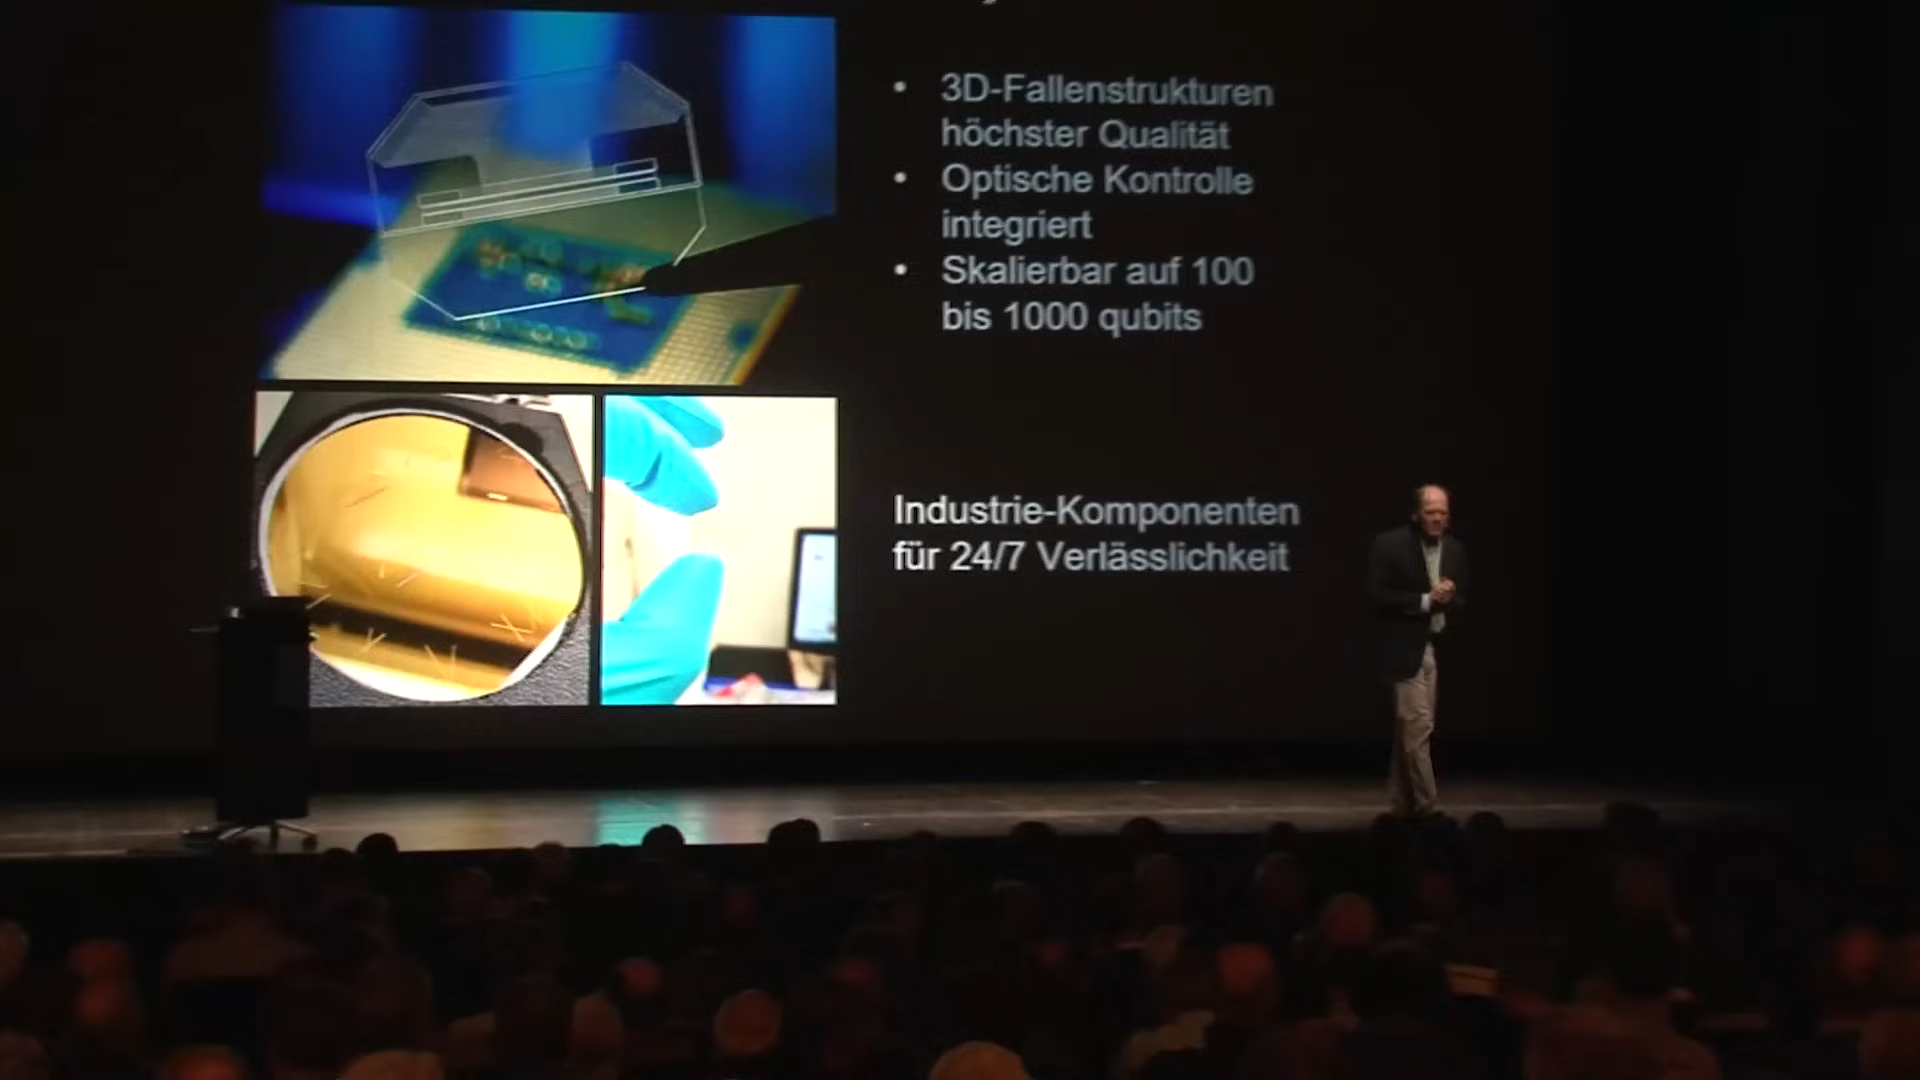 3D-Fallenstrukturen
höchster Qualität
Optische Kontrolle
integriert
Skalierbar auf 100
bis 1000 qubits
Industrie-Komponenten
für 24/7 Verlässlichkeit